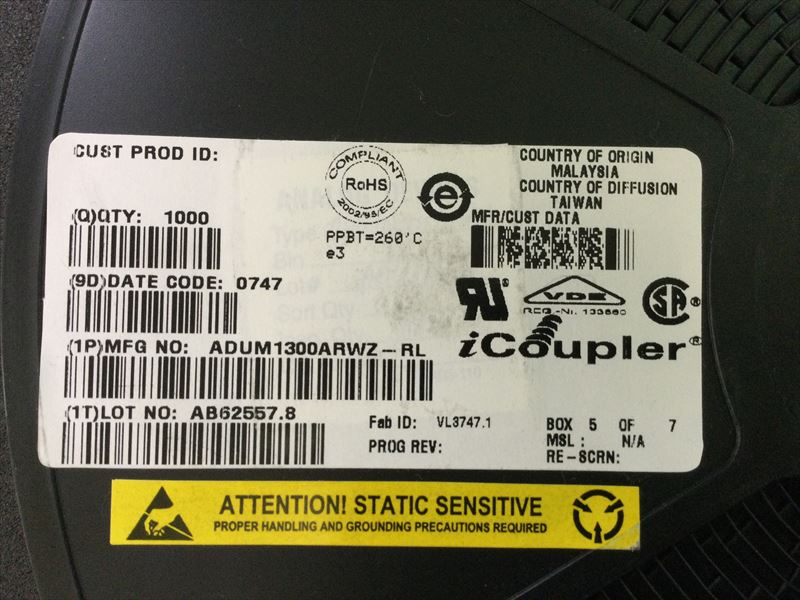 CUST PROD ID:
COMPLIANT
RoHS
2002/95/EC
e
COUNTRY OF ORIGIN
MALAYSIA
COUNTRY OF DIFFUSION
TAIWAN
MFR/CUST DATA
(Q)QTY: 1000
PPBT=260'C
e3
(9D)DATE CODE: 0747
VDE
REG.-Nr. 133880
(1P)MFG NO: ADUM1300ARWZ-RL
iCoupler®
(1T)LOT NO: AB62557.8
Fab ID: VL3747.1
BOX 5 OF 7
PROG REV:
MSL: N/A
RE-SCRN:
ATTENTION! STATIC SENSITIVE
PROPER HANDLING AND GROUNDING PRECAUTIONS REQUIRED